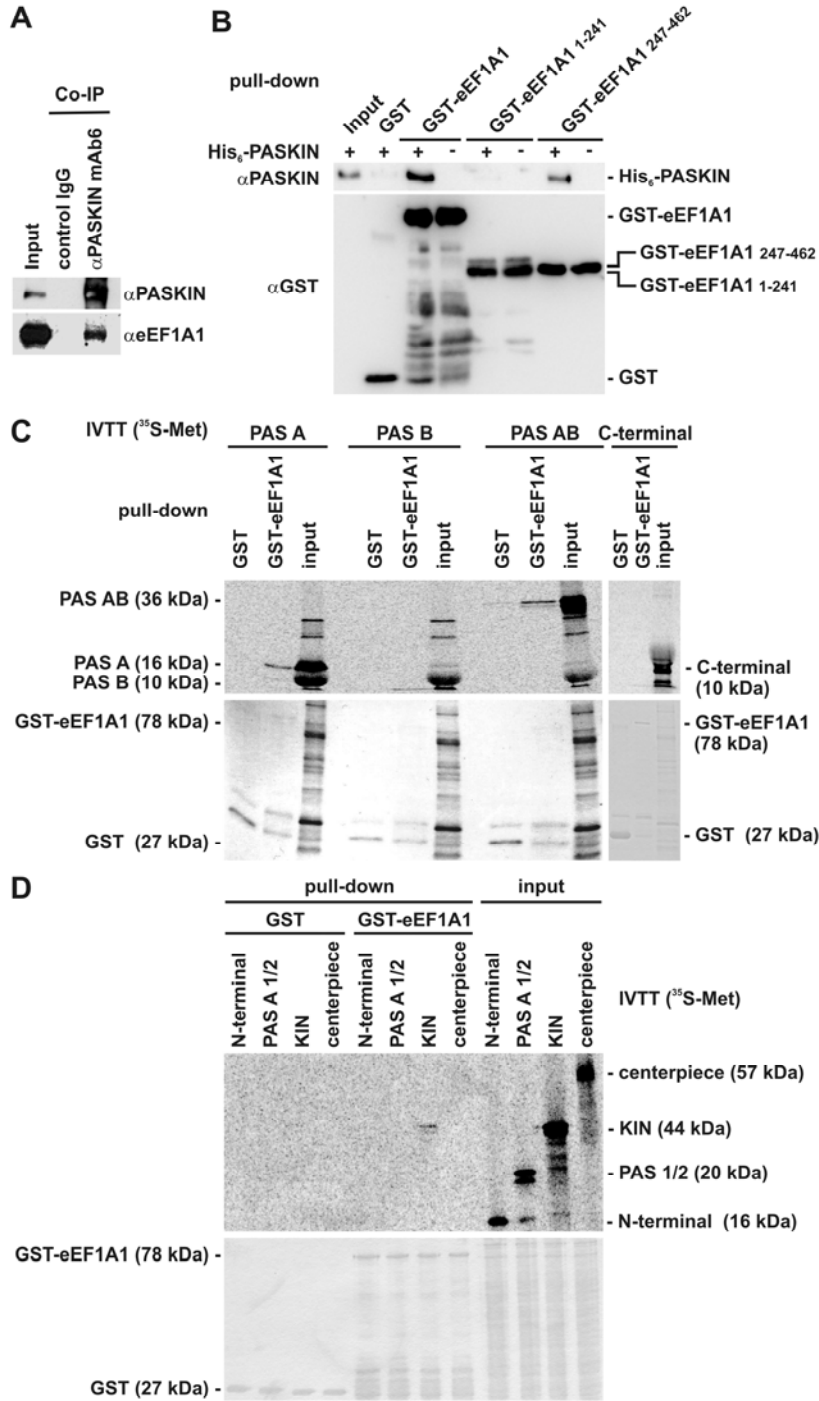 A
Co-IP
Input
control IgG
αPASKIN mAb6
αPASKIN
αeEF1A1
B
pull-down
Input
GST
GST-eEF1A1
GST-eEF1A1 1-241
GST-eEF1A1 247-462
His6-PASKIN + + + - + - + -
αPASKIN
- His6-PASKIN
αGST
- GST-eEF1A1
GST-eEF1A1 247-462
GST-eEF1A1 1-241
- GST
C
IVTT (35S-Met)
PAS A PAS B PAS AB C-terminal
pull-down
GST GST-eEF1A1 input GST GST-eEF1A1 input GST GST-eEF1A1 input GST GST-eEF1A1 input
PAS AB (36 kDa) -
PAS A (16 kDa) -
PAS B (10 kDa) -
- C-terminal
(10 kDa)
GST-eEF1A1 (78 kDa) -
- GST-eEF1A1
(78 kDa)
GST (27 kDa) -
- GST (27 kDa)
D
pull-down input
GST GST-eEF1A1
N-terminal PAS A 1/2 KIN centerpiece N-terminal PAS A 1/2 KIN centerpiece N-terminal PAS A 1/2 KIN centerpiece
IVTT (35S-Met)
- centerpiece (57 kDa)
- KIN (44 kDa)
- PAS 1/2 (20 kDa)
- N-terminal (16 kDa)
GST-eEF1A1 (78 kDa) -
GST (27 kDa) -